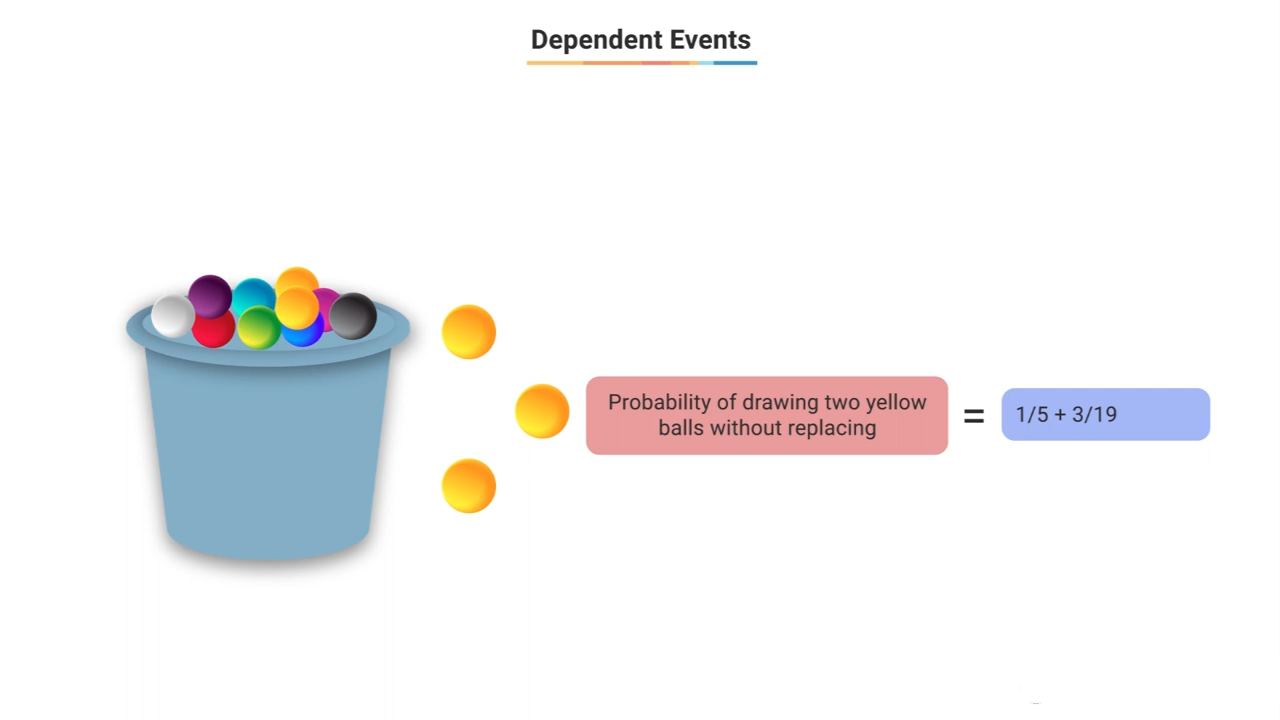 Dependent Events
Probability of drawing two yellow
balls without replacing
=
1/5 + 3/19